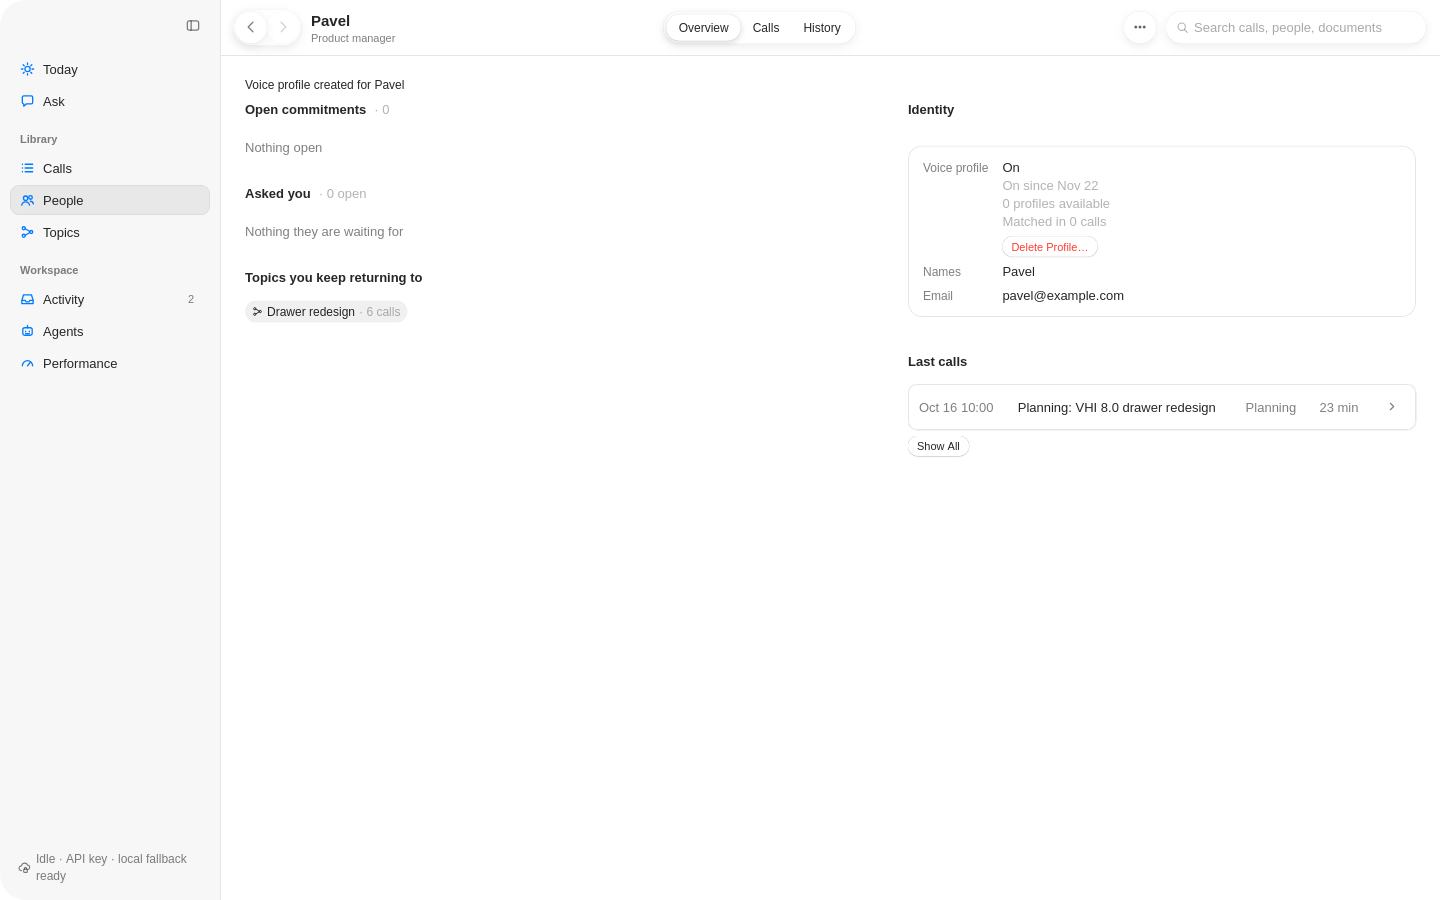 Today
Ask
Library
Calls
People
Topics
Workspace
Activity 2
Agents
Performance
Idle · API key · local fallback
ready
Pavel
Product manager
Overview Calls History
Search calls, people, documents
Voice profile created for Pavel
Open commitments · 0
Nothing open
Asked you · 0 open
Nothing they are waiting for
Topics you keep returning to
Drawer redesign · 6 calls
Identity
Voice profile On
On since Nov 22
0 profiles available
Matched in 0 calls
Delete Profile…
Names Pavel
Email pavel@example.com
Last calls
Oct 16 10:00 Planning: VHI 8.0 drawer redesign Planning 23 min
Show All